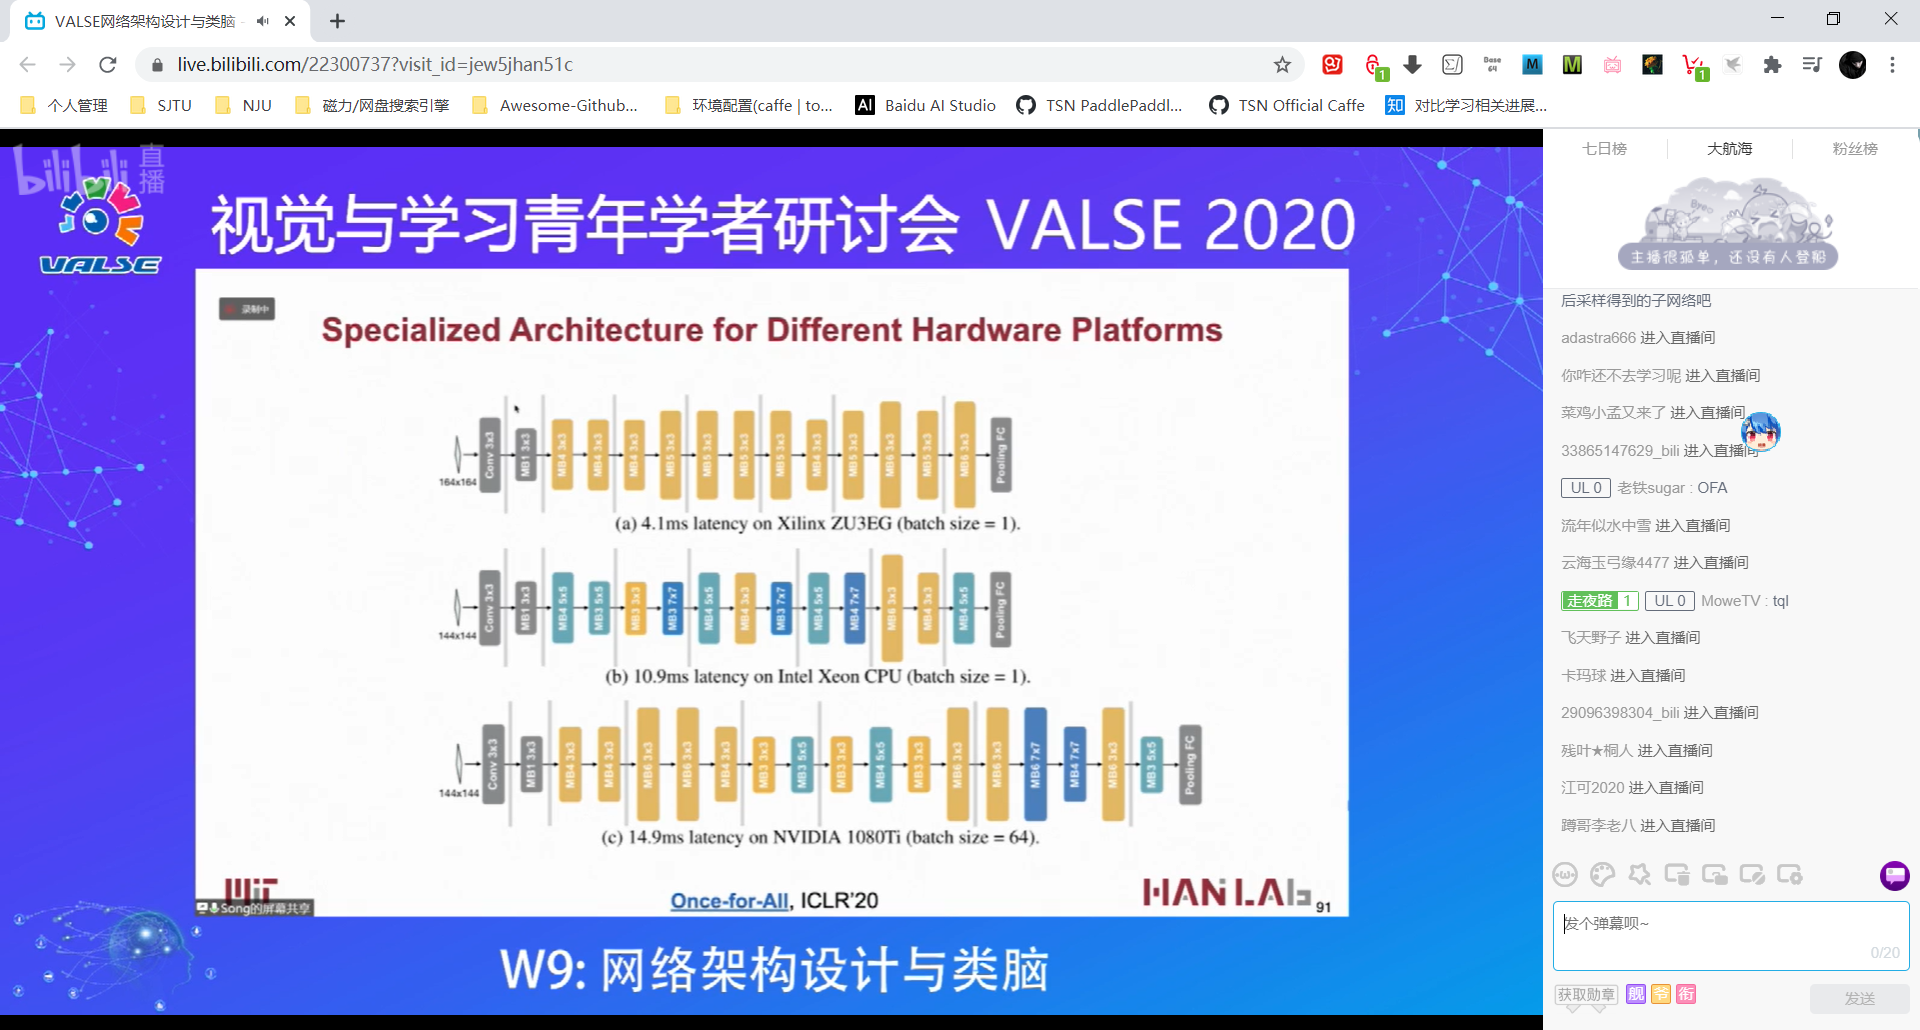 VALSE网络架构设计与类脑
live.bilibili.com/22300737?visit_id=jew5jhan51c
个人管理
SJTU
NJU
磁力/网盘搜索引擎
Awesome-Github...
环境配置(caffe | to...
Baidu AI Studio
TSN PaddlePaddl...
TSN Official Caffe
对比学习相关进展...
bilibili 直播
VALSE
视觉与学习青年学者研讨会 VALSE 2020
录制中
Specialized Architecture for Different Hardware Platforms
164x164
Conv 3x3
MB1 3x3
MB4 3x3
MB4 3x3
MB4 3x3
MB5 3x3
MB5 3x3
MB5 3x3
MB5 3x3
MB4 3x3
MB5 3x3
MB6 3x3
MB5 3x3
MB6 3x3
Pooling FC
(a) 4.1ms latency on Xilinx ZU3EG (batch size = 1).
144x144
Conv 3x3
MB1 3x3
MB4 5x5
MB3 5x5
MB3 3x3
MB3 7x7
MB4 5x5
MB4 3x3
MB3 7x7
MB4 5x5
MB4 7x7
MB6 3x3
MB4 3x3
MB4 5x5
Pooling FC
(b) 10.9ms latency on Intel Xeon CPU (batch size = 1).
144x144
Conv 3x3
MB1 3x3
MB4 3x3
MB4 3x3
MB6 3x3
MB6 3x3
MB4 3x3
MB3 3x3
MB3 5x5
MB3 3x3
MB4 5x5
MB3 3x3
MB6 3x3
MB6 3x3
MB6 7x7
MB4 7x7
MB6 3x3
MB3 5x5
Pooling FC
(c) 14.9ms latency on NVIDIA 1080Ti (batch size = 64).
MIT
Song的屏幕共享
Once-for-All, ICLR'20
HAN LAb
91
W9: 网络架构设计与类脑
七日榜
大航海
粉丝榜
主播很孤单，还没有人登船
后采样得到的子网络吧
adastra666 进入直播间
你咋还不去学习呢 进入直播间
菜鸡小孟又来了 进入直播间
33865147629_bili 进入直播间
UL 0 老铁sugar : OFA
流年似水中雪 进入直播间
云海玉弓缘4477 进入直播间
走夜路 1 UL 0 MoweTV : tql
飞天野子 进入直播间
卡玛球 进入直播间
29096398304_bili 进入直播间
残叶★桐人 进入直播间
江可2020 进入直播间
蹲哥李老八 进入直播间
发个弹幕呗~
0/20
获取勋章
舰
爷
衔
发送